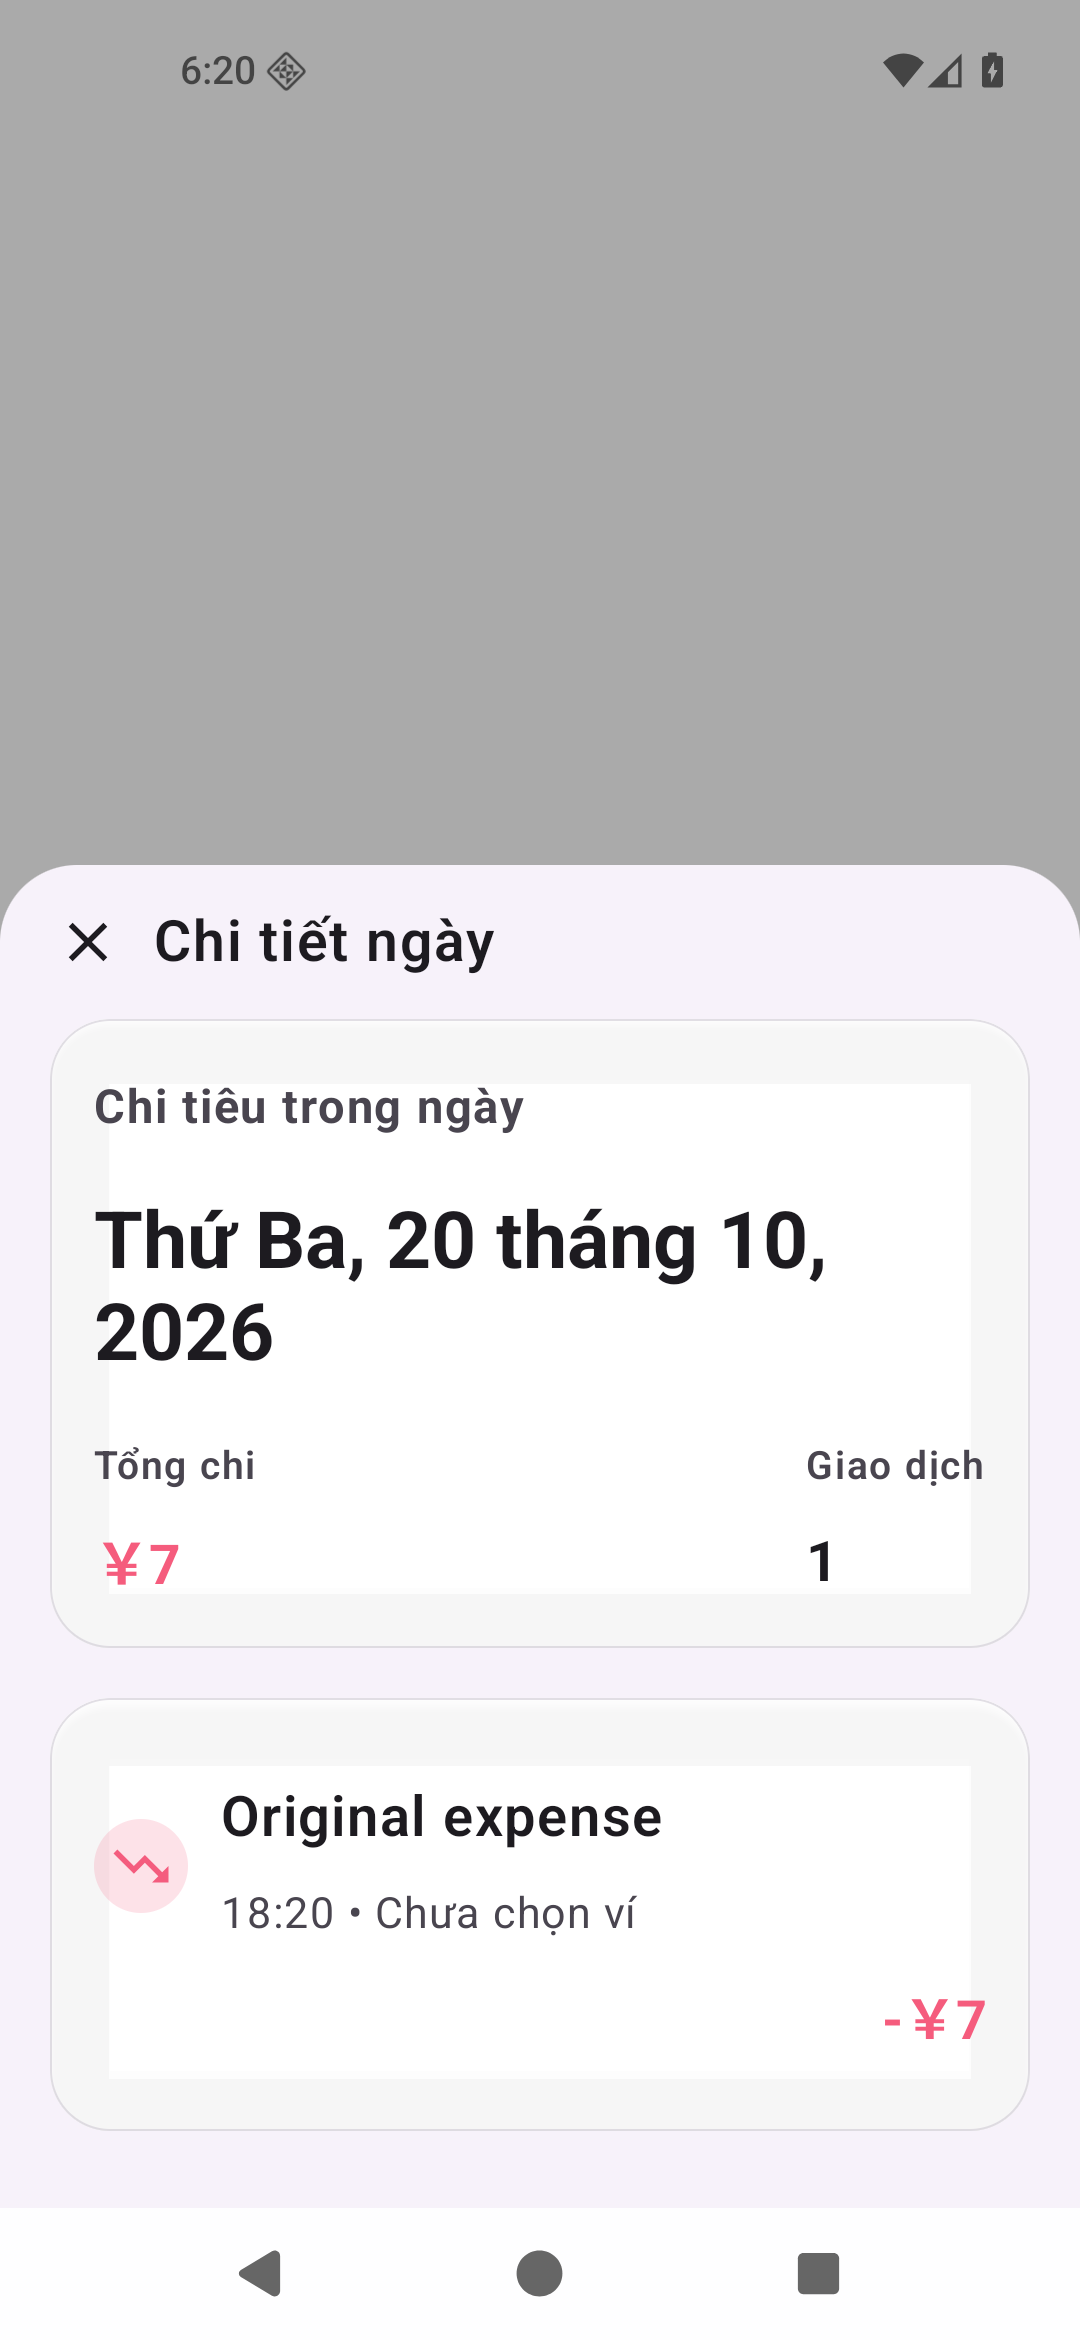 6:20
Chi tiết ngày
Chi tiêu trong ngày
Thứ Ba, 20 tháng 10,
2026
Tổng chi
Giao dịch
￥7
1
Original expense
18:20 • Chưa chọn ví
-￥7